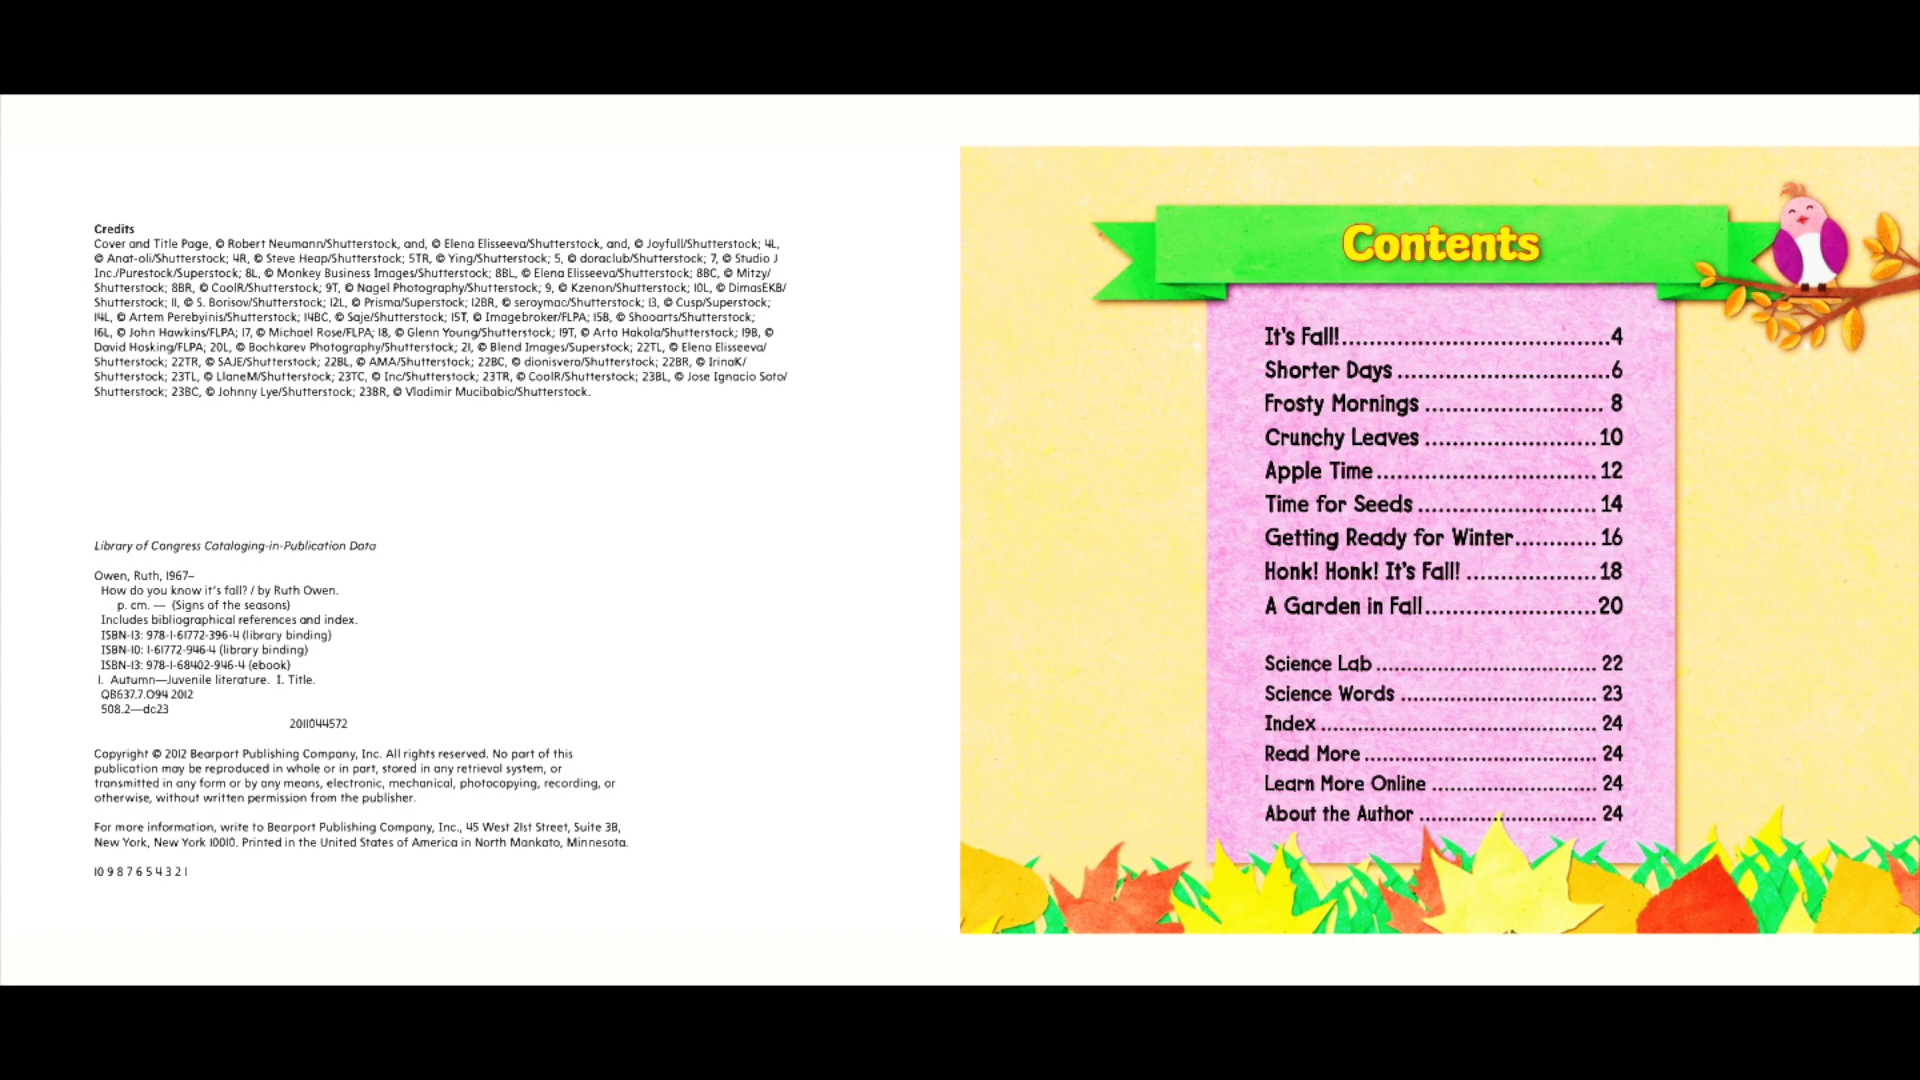 Credits
Cover and Title Page, © Robert Neumann/Shutterstock, and, © Elena Elisseeva/Shutterstock, and, © Joyfull/Shutterstock; 4L,
© Anat-oli/Shutterstock; 4R, © Steve Heap/Shutterstock; 5TR, © Ying/Shutterstock; 5, © doraclub/Shutterstock; 7, © Studio J
Inc./Purestock/Superstock; 8L, © Monkey Business Images/Shutterstock; 8BL, © Elena Elisseeva/Shutterstock; 8BC, © Mitzy/
Shutterstock; 8BR, © CoolR/Shutterstock; 9T, © Nagel Photography/Shutterstock; 9, © Kzenon/Shutterstock; 10L, © DimasEKB/
Shutterstock; 11, © S. Borisov/Shutterstock; 12L, © Prisma/Superstock; 12BR, © seroymac/Shutterstock; 13, © Cusp/Superstock;
14L, © Artem Perebyinis/Shutterstock; 14BC, © Saje/Shutterstock; 15T, © Imagebroker/FLPA; 15B, © Shooarts/Shutterstock;
16L, © John Hawkins/FLPA; 17, © Michael Rose/FLPA; 18, © Glenn Young/Shutterstock; 19T, © Arto Hakola/Shutterstock; 19B, ©
David Hosking/FLPA; 20L, © Bochkarev Photography/Shutterstock; 21, © Blend Images/Superstock; 22TL, © Elena Elisseeva/
Shutterstock; 22TR, © SAJE/Shutterstock; 22BL, © AMA/Shutterstock; 22BC, © dionisvera/Shutterstock; 22BR, © IrinaK/
Shutterstock; 23TL, © LlaneM/Shutterstock; 23TC, © Inc/Shutterstock; 23TR, © CoolR/Shutterstock; 23BL, © Jose Ignacio Soto/
Shutterstock; 23BC, © Johnny Lye/Shutterstock; 23BR, © Vladimir Mucibabic/Shutterstock.
Library of Congress Cataloging-in-Publication Data
Owen, Ruth, 1967–
How do you know it's fall? / by Ruth Owen.
p. cm. — (Signs of the seasons)
Includes bibliographical references and index.
ISBN-13: 978-1-61772-396-4 (library binding)
ISBN-10: 1-61772-946-4 (library binding)
ISBN-13: 978-1-68402-946-4 (ebook)
1. Autumn—Juvenile literature. I. Title.
QB637.7.O94 2012
508.2—dc23
2011044572
Copyright © 2012 Bearport Publishing Company, Inc. All rights reserved. No part of this
publication may be reproduced in whole or in part, stored in any retrieval system, or
transmitted in any form or by any means, electronic, mechanical, photocopying, recording, or
otherwise, without written permission from the publisher.
For more information, write to Bearport Publishing Company, Inc., 45 West 21st Street, Suite 3B,
New York, New York 10010. Printed in the United States of America in North Mankato, Minnesota.
10 9 8 7 6 5 4 3 2 1
Contents
It's Fall!........................................4
Shorter Days ................................6
Frosty Mornings ........................... 8
Crunchy Leaves ..........................10
Apple Time .................................12
Time for Seeds ...........................14
Getting Ready for Winter............16
Honk! Honk! It's Fall! ....................18
A Garden in Fall..........................20
Science Lab ................................. 22
Science Words ............................. 23
Index .......................................... 24
Read More ................................... 24
Learn More Online ........................ 24
About the Author .......................... 24